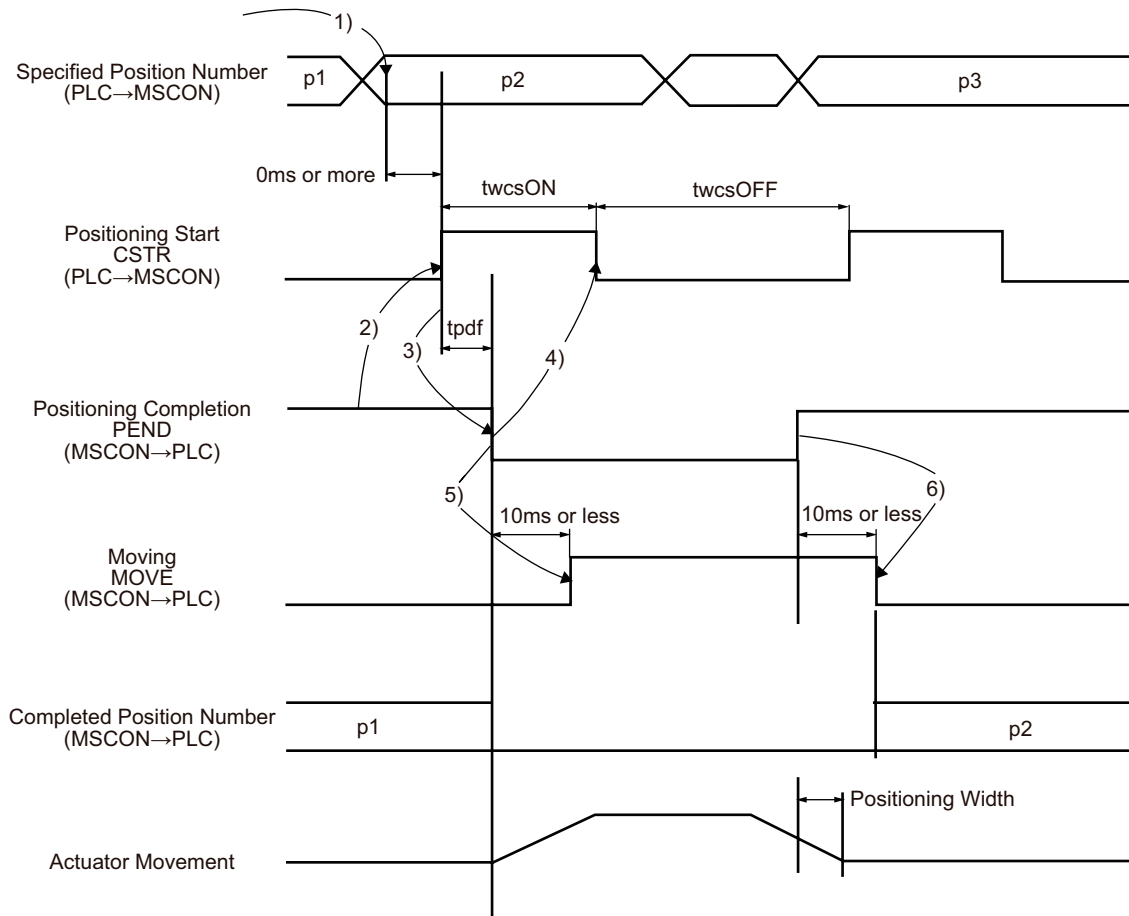 1)
Specified Position Number
(PLC→MSCON)
p1
p2
p3
0ms or more
twcsON
twcsOFF
Positioning Start
CSTR
(PLC→MSCON)
2)
3)
tpdf
4)
Positioning Completion
PEND
(MSCON→PLC)
5)
10ms or less
6)
10ms or less
Moving
MOVE
(MSCON→PLC)
Completed Position Number
(MSCON→PLC)
p1
p2
Positioning Width
Actuator Movement